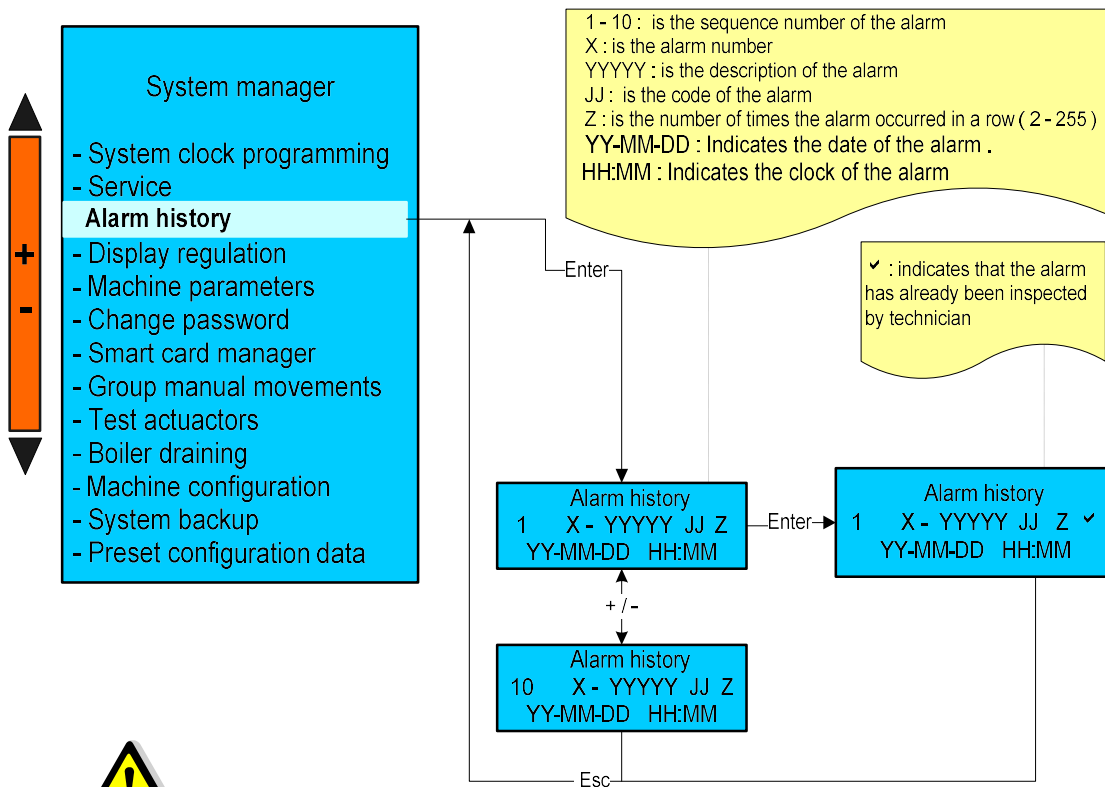 System manager
- System clock programming
- Service
Alarm history
- Display regulation
- Machine parameters
- Change password
- Smart card manager
- Group manual movements
- Test actuactors
- Boiler draining
- Machine configuration
- System backup
- Preset configuration data
+
-
1 - 10 : is the sequence number of the alarm
X : is the alarm number
YYYYY : is the description of the alarm
JJ : is the code of the alarm
Z : is the number of times the alarm occurred in a row ( 2 - 255 )
YY-MM-DD : Indicates the date of the alarm .
HH:MM : Indicates the clock of the alarm
✓ : indicates that the alarm
has already been inspected
by technician
Enter
Alarm history
1 X - YYYYY JJ Z
YY-MM-DD HH:MM
Enter
Alarm history
1 X - YYYYY JJ Z ✓
YY-MM-DD HH:MM
+ / -
Alarm history
10 X - YYYYY JJ Z
YY-MM-DD HH:MM
Esc
!